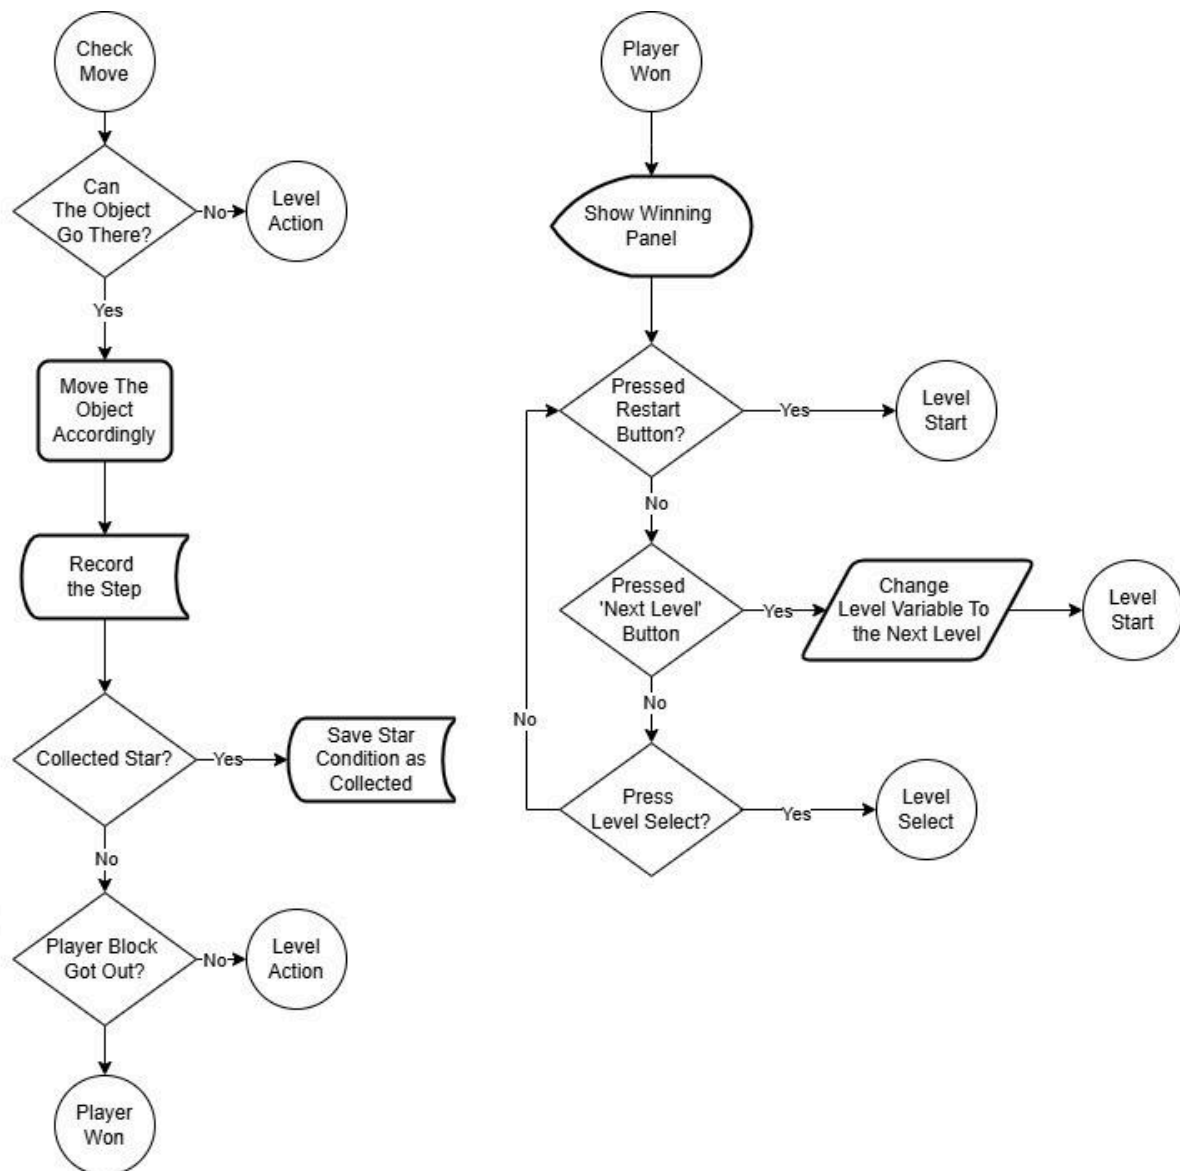 Check
Move
Can
The Object
Go There?
No
Level
Action
Yes
Move The
Object
Accordingly
Record
the Step
Collected Star?
Yes
Save Star
Condition as
Collected
No
Player Block
Got Out?
No
Level
Action
Player
Won
Player
Won
Show Winning
Panel
Pressed
Restart
Button?
Yes
Level
Start
No
Pressed
'Next Level'
Button
Yes
Change
Level Variable To
the Next Level
Level
Start
No
Press
Level Select?
Yes
Level
Select
No